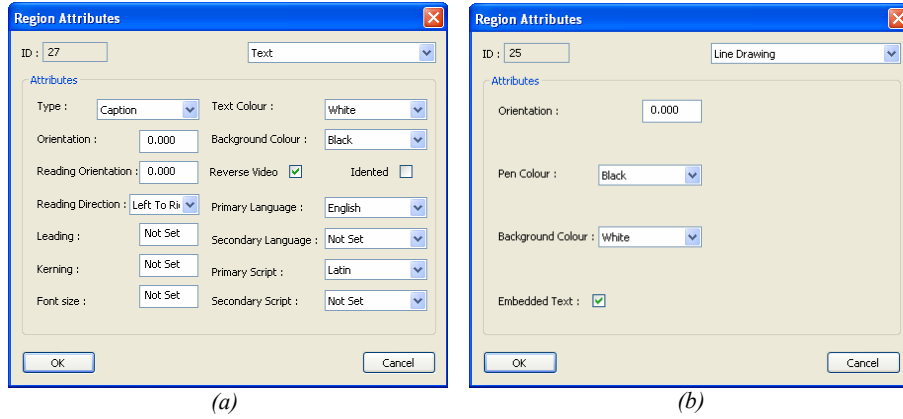 Region Attributes
ID : 27 Text
Attributes
Type : Caption Text Colour : White
Orientation : 0.000 Background Colour : Black
Reading Orientation : 0.000 Reverse Video Idented
Reading Direction : Left To Ri Primary Language : English
Leading : Not Set Secondary Language : Not Set
Kerning : Not Set Primary Script : Latin
Font size : Not Set Secondary Script : Not Set
OK Cancel
(a)
Region Attributes
ID : 25 Line Drawing
Attributes
Orientation : 0.000
Pen Colour : Black
Background Colour : White
Embedded Text :
OK Cancel
(b)